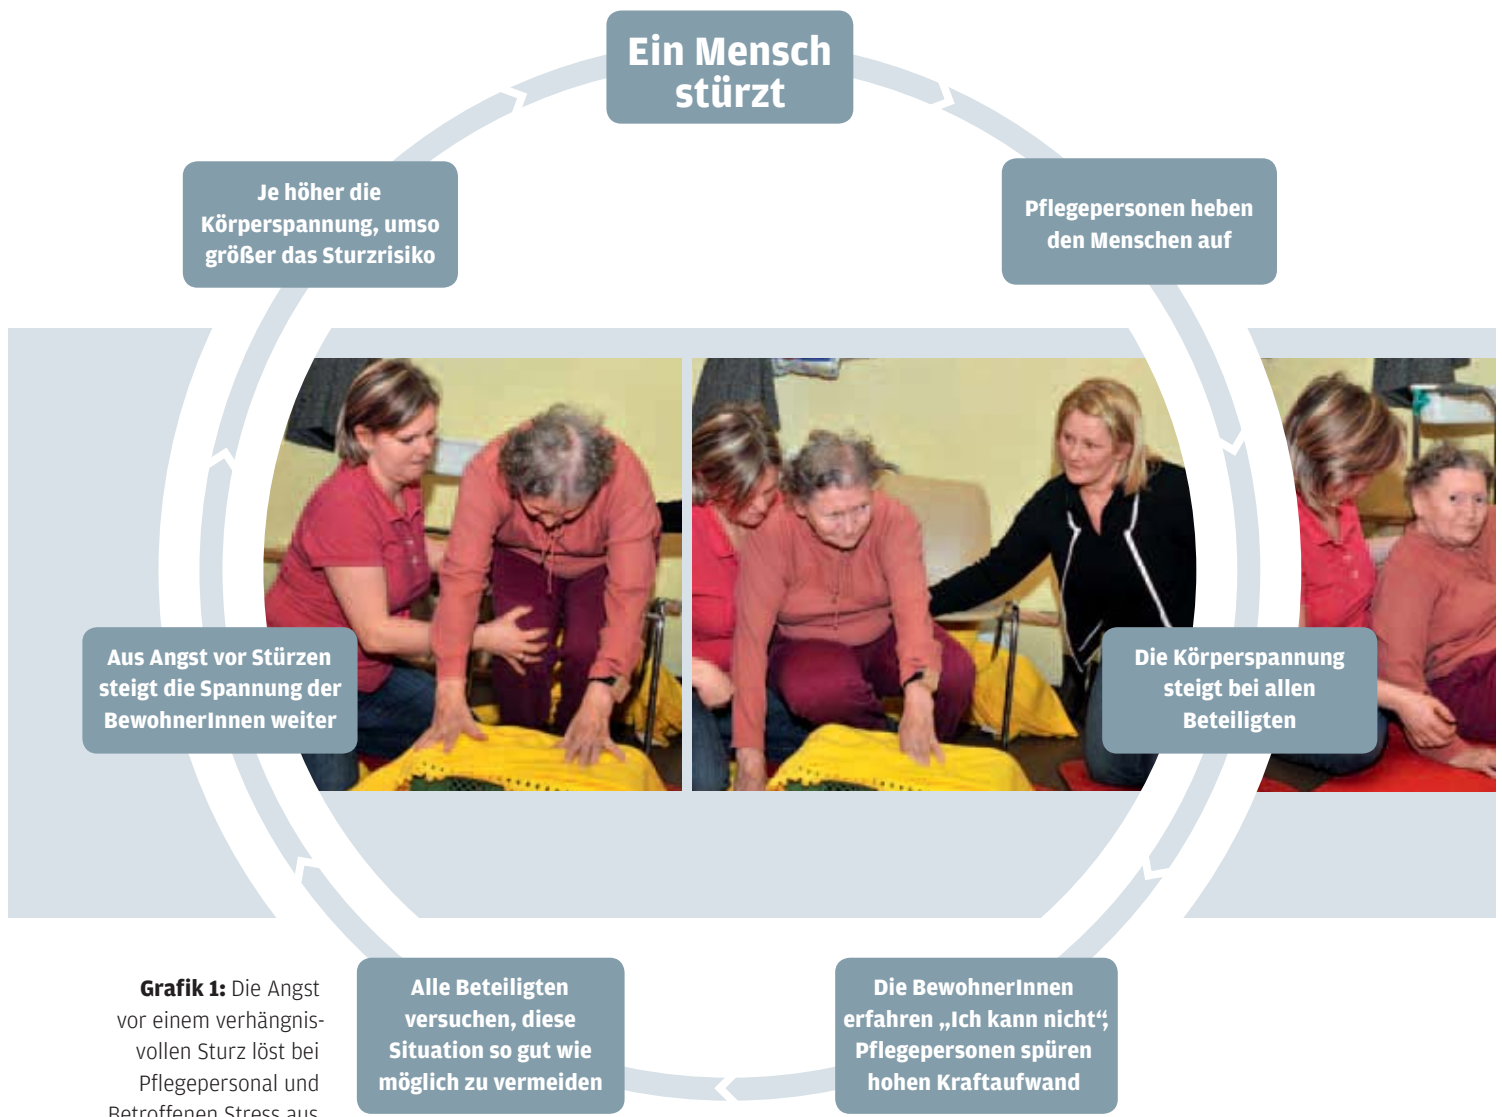 Ein Mensch
stürzt
Pflegepersonen heben
den Menschen auf
Die Körperspannung
steigt bei allen
Beteiligten
Die BewohnerInnen
erfahren „Ich kann nicht“,
Pflegepersonen spüren
hohen Kraftaufwand
Alle Beteiligten
versuchen, diese
Situation so gut wie
möglich zu vermeiden
Aus Angst vor Stürzen
steigt die Spannung der
BewohnerInnen weiter
Je höher die
Körperspannung, umso
größer das Sturzrisiko
Grafik 1: Die Angst
vor einem verhängnis-
vollen Sturz löst bei
Pflegepersonal und
Betroffenen Stress aus